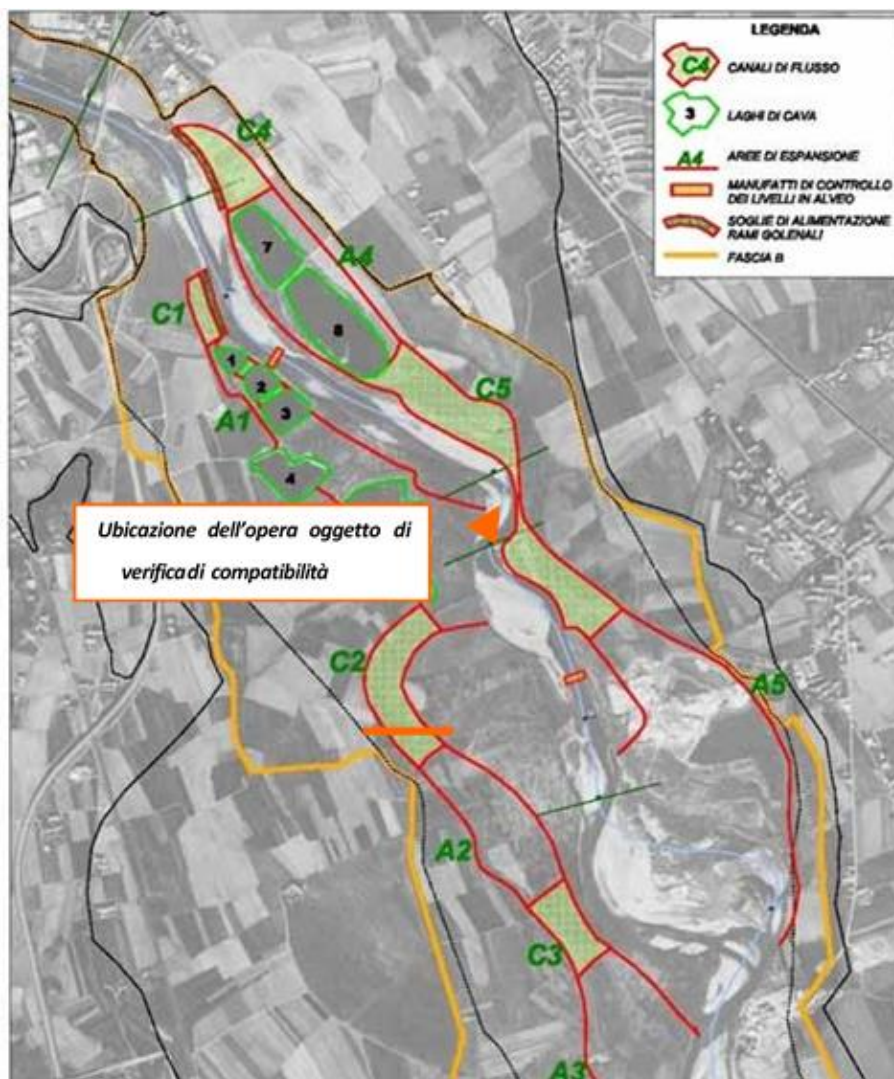 LEGENDA
C4 CANALI DI FLUSSO
3 LAGHI DI CAVA
A4 AREE DI ESPANSIONE
MANUFATTI DI CONTROLLO
DEI LIVELLI IN ALVEO
SOGLIE DI ALIMENTAZIONE
RAMI GOLENALI
FASCIA B
C4
7
A4
C1
8
1
2
C5
3
A1
4
Ubicazione dell'opera oggetto di
verificadi compatibilità
C2
A5
A2
C3
A3